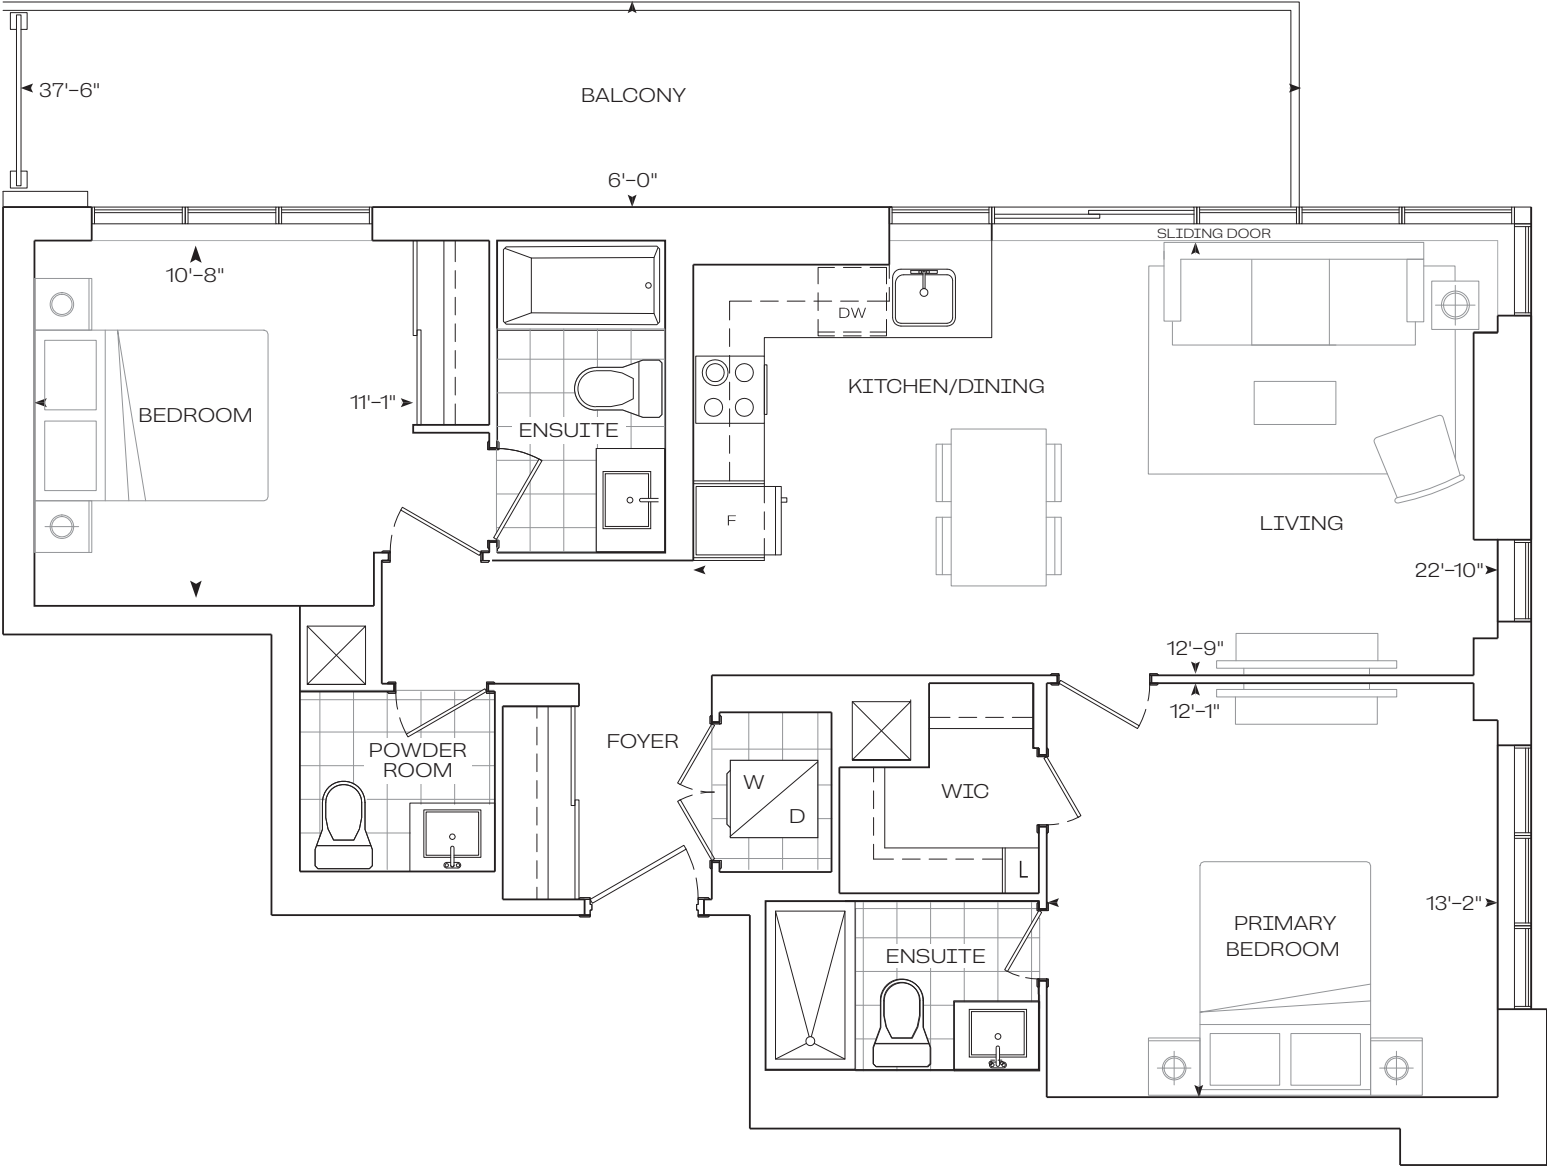 37'-6"
BALCONY
6'-0"
SLIDING DOOR
10'-8"
DW
KITCHEN/DINING
11'-1"
BEDROOM
ENSUITE
F
LIVING
22'-10"
12'-9"
12'-1"
FOYER
POWDER
ROOM
W
D
WIC
L
13'-2"
PRIMARY
BEDROOM
ENSUITE